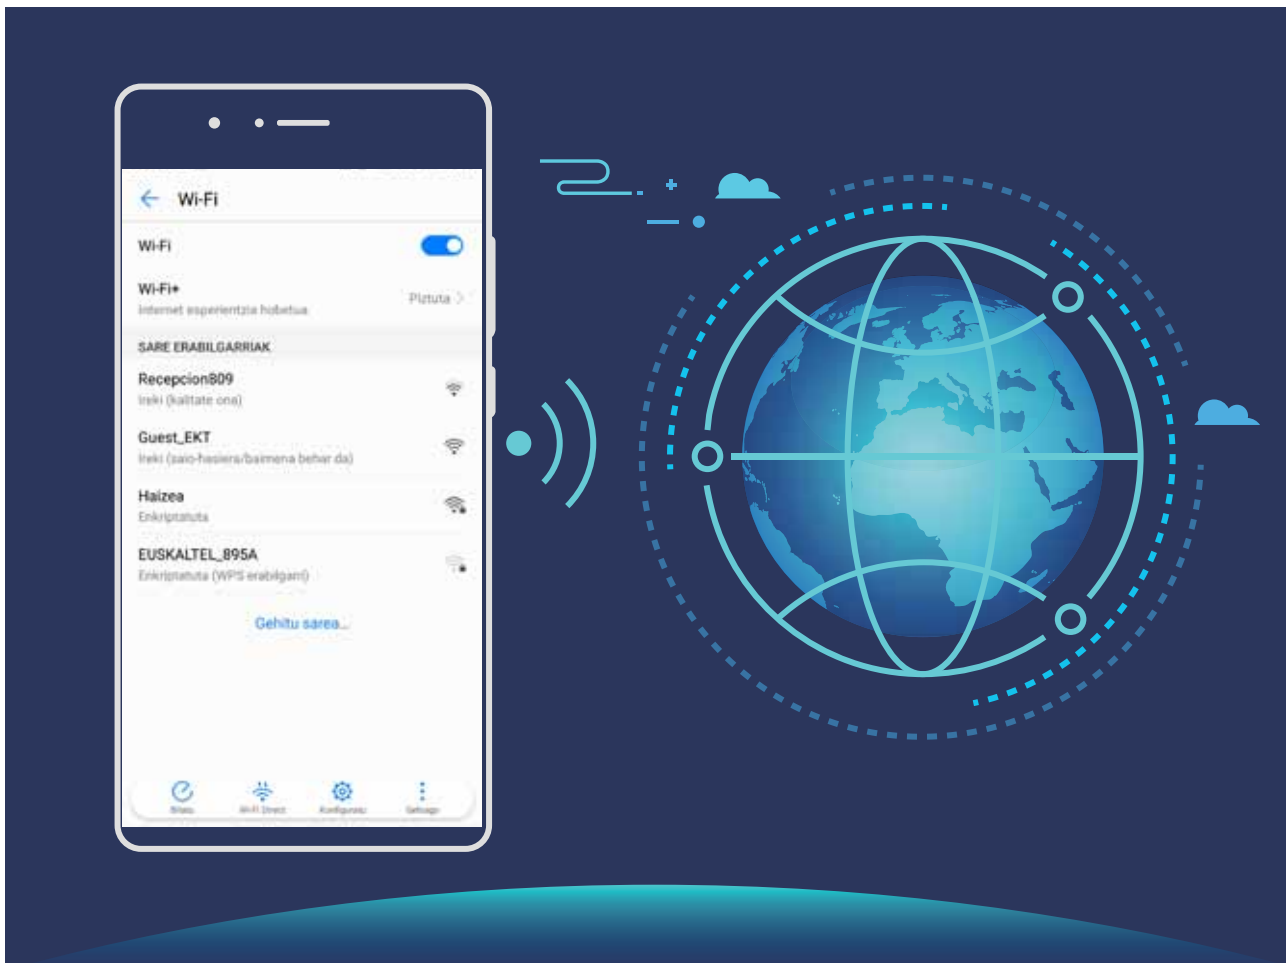 Wi-Fi
Wi-Fi
Wi-Fi+
Piztuta
Internet esperientzia hobetua
SARE ERABILGARRIAK
Recepcion809
Ireki (kalitate ona)
Guest_EKT
Ireki (saio-hasiera/baimena behar da)
Haizea
Enkriptatuta
EUSKALTEL_895A
Enkriptatuta (WPS erabilgarri)
Gehitu sarea...
Bilatu Wi-Fi Direct Konfiguratu Gehiago